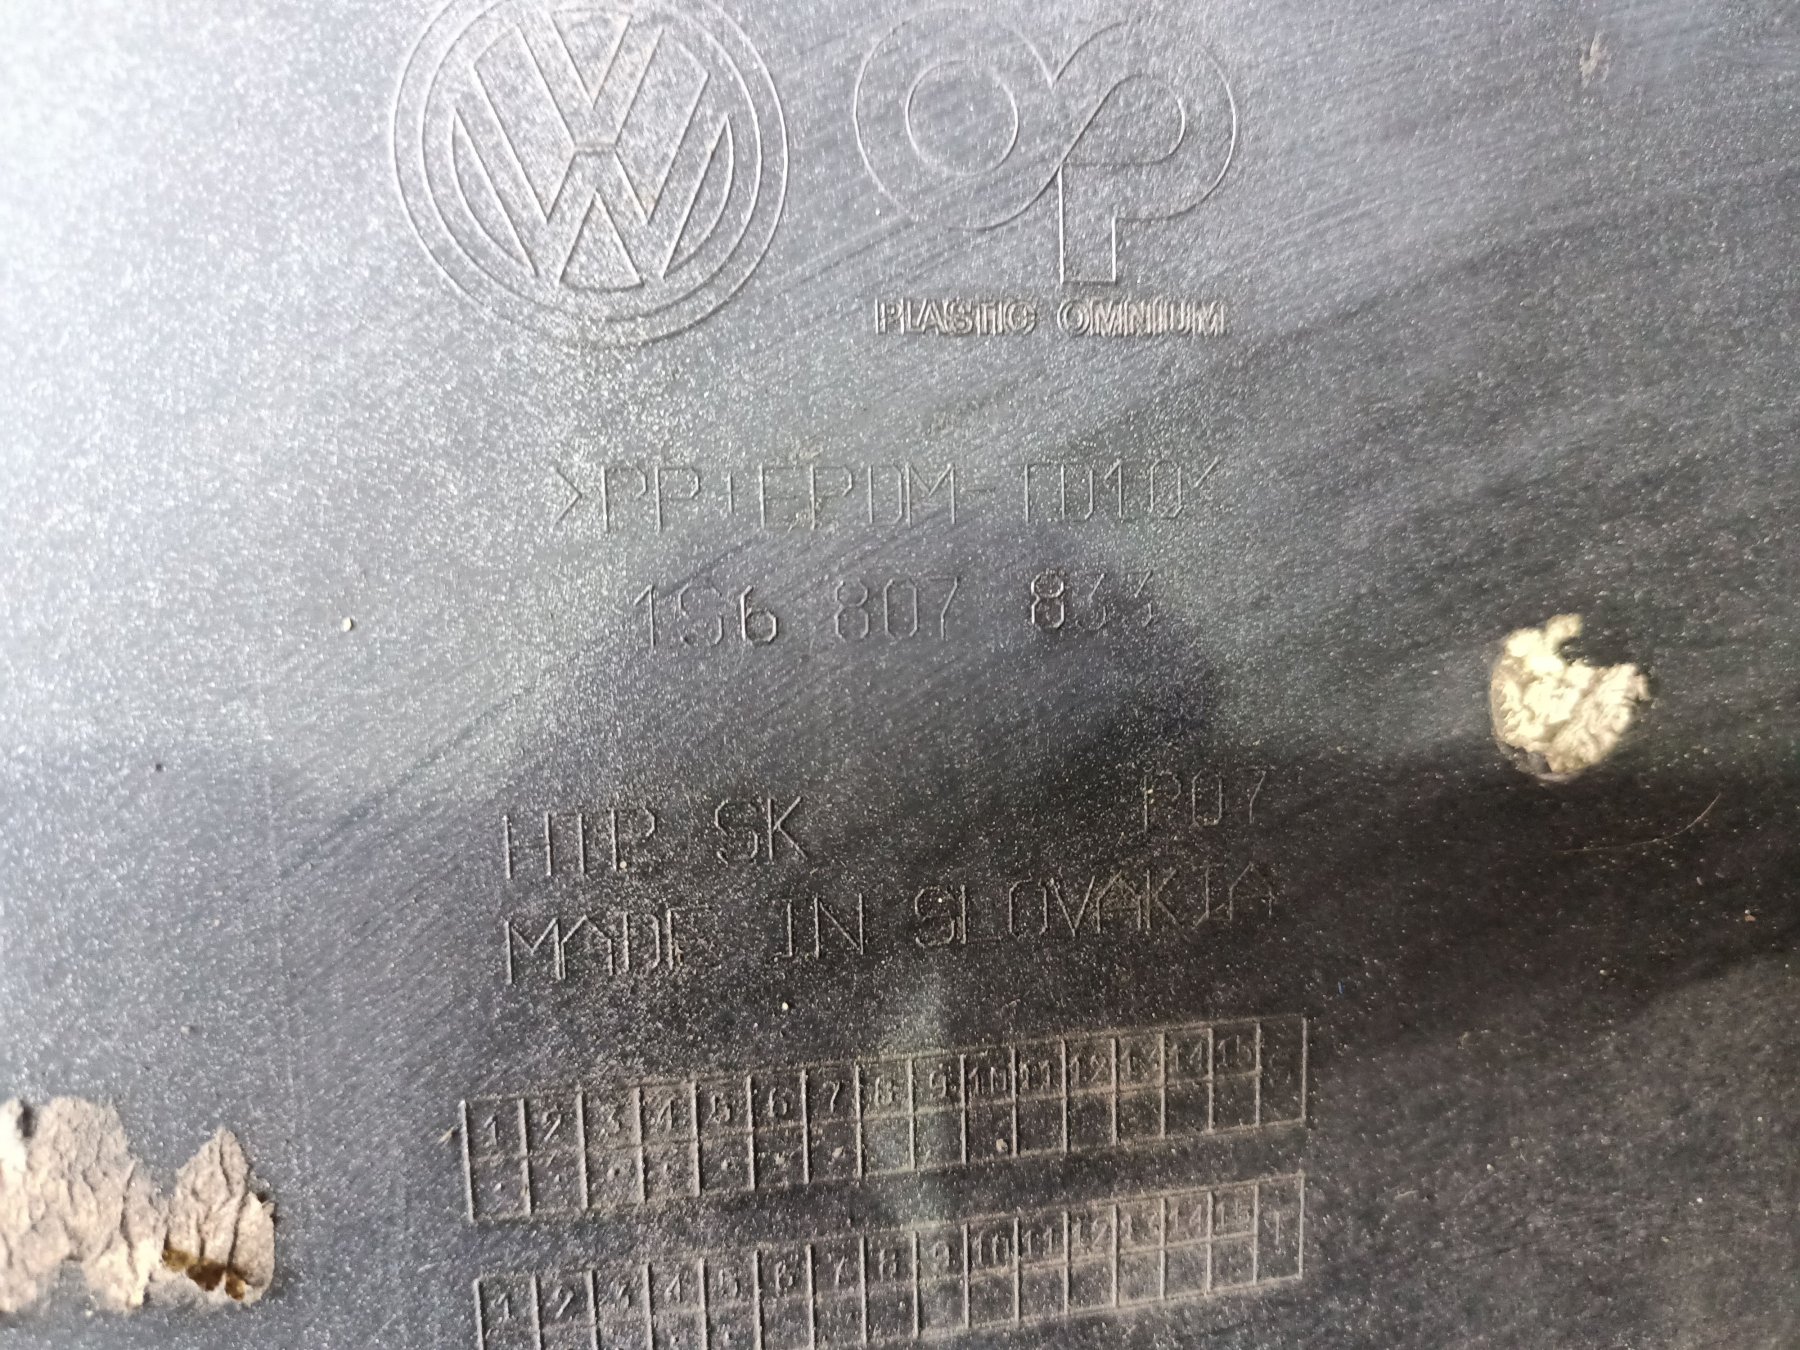 PLASTIC OMNIUM
>PP+EPDM-TD10<
1S6 807 833
HTP SK P07
MADE IN SLOVAKIA
1 2 3 4 5 6 7 8 9 10 11 12 13 14 15
1 2 3 4 5 6 7 8 9 10 11 12 13 14 15 T